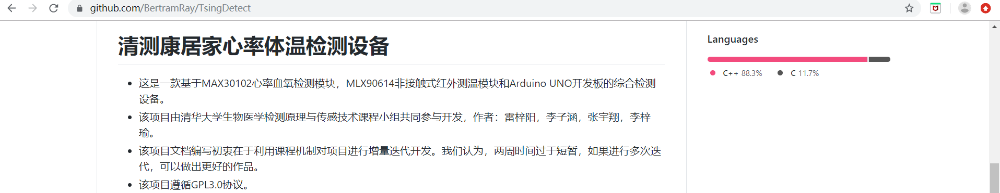 github.com/BertramRay/TsingDetect
清测康居家心率体温检测设备
这是一款基于MAX30102心率血氧检测模块，MLX90614非接触式红外测温模块和Arduino UNO开发板的综合检测
设备。
该项目由清华大学生物医学检测原理与传感技术课程小组共同参与开发，作者：雷梓阳，李子涵，张宇翔，李梓
瑜。
该项目文档编写初衷在于利用课程机制对项目进行增量迭代开发。我们认为，两周时间过于短暂，如果进行多次迭
代，可以做出更好的作品。
该项目遵循GPL3.0协议。
Languages
C++ 88.3%
C 11.7%